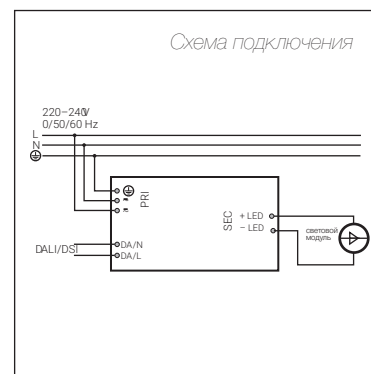 Схема подключения
220–240V
0/50/60 Hz
L
N
PRI
SEC
+ LED
− LED
световой
модуль
DALI/DSI
DA/N
DA/L